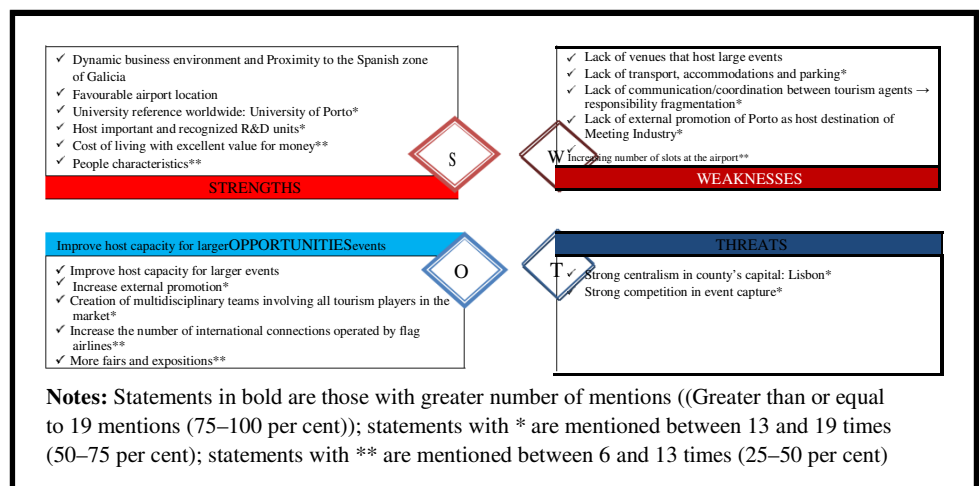 ✓ Dynamic business environment and Proximity to the Spanish zone
of Galicia
✓ Favourable airport location
✓ University reference worldwide: University of Porto*
✓ Host important and recognized R&D units*
✓ Cost of living with excellent value for money**
✓ People characteristics**
S
STRENGTHS
✓ Lack of venues that host large events
✓ Lack of transport, accommodations and parking*
✓ Lack of communication/coordination between tourism agents →
responsibility fragmentation*
✓ Lack of external promotion of Porto as host destination of
Meeting Industry*
✓
Increasing number of slots at the airport**
W
WEAKNESSES
Improve host capacity for largerOPPORTUNITIESevents
✓ Improve host capacity for larger events
✓ Increase external promotion*
✓ Creation of multidisciplinary teams involving all tourism players in the
market*
✓ Increase the number of international connections operated by flag
airlines**
✓ More fairs and expositions**
O
THREATS
T
✓ Strong centralism in county’s capital: Lisbon*
✓ Strong competition in event capture*
Notes: Statements in bold are those with greater number of mentions ((Greater than or equal
to 19 mentions (75–100 per cent)); statements with * are mentioned between 13 and 19 times
(50–75 per cent); statements with ** are mentioned between 6 and 13 times (25–50 per cent)